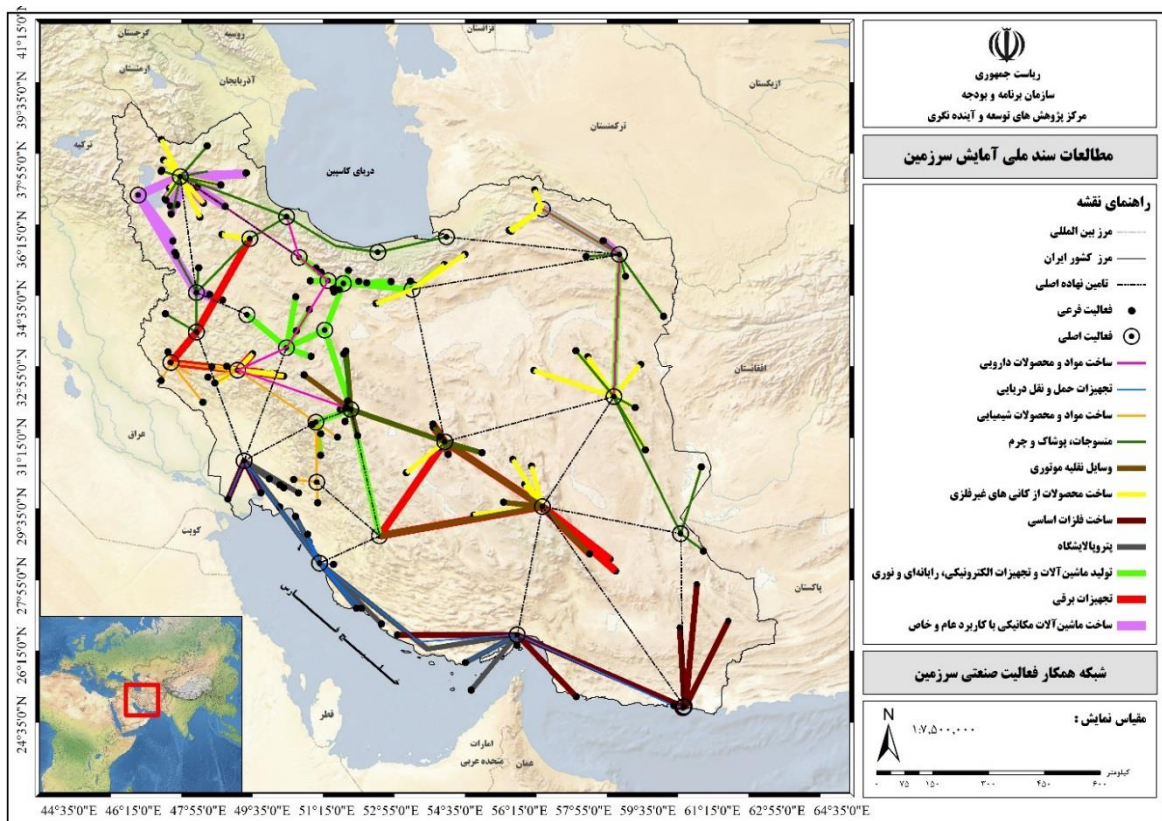 ریاست جمهوری
سازمان برنامه و بودجه
مرکز پژوهش های توسعه و آینده نگری
مطالعات سند ملی آمایش سرزمین
راهنمای نقشه
مرز بین المللی
مرز کشور ایران
تامین نهاده اصلی
فعالیت فرعی
فعالیت اصلی
ساخت مواد و محصولات دارویی
تجهیزات حمل و نقل دریایی
ساخت مواد و محصولات شیمیایی
منسوجات، پوشاک و چرم
وسایل نقلیه موتوری
ساخت محصولات از کانی های غیرفلزی
ساخت فلزات اساسی
پتروپالایشگاه
تولید ماشین‌آلات و تجهیزات الکترونیکی، رایانه‌ای و نوری
تجهیزات برقی
ساخت ماشین‌آلات مکانیکی با کاربرد عام و خاص
شبکه همکار فعالیت صنعتی سرزمین
مقیاس نمایش :
۱:۷,۵۰۰,۰۰۰
N
کیلومتر
۰ ۷۵ ۱۵۰ ۳۰۰ ۴۵۰ ۶۰۰
41°15'0"N
39°35'0"N
37°55'0"N
36°15'0"N
34°35'0"N
32°55'0"N
31°15'0"N
29°35'0"N
27°55'0"N
26°15'0"N
24°35'0"N
44°35'0"E 46°15'0"E 47°55'0"E 49°35'0"E 51°15'0"E 52°55'0"E 54°35'0"E 56°15'0"E 57°55'0"E 59°35'0"E 61°15'0"E 62°55'0"E 64°35'0"E
گرجستان
روسیه
قزاقستان
ارمنستان
آذربایجان
ازبکستان
ترکیه
ترکمنستان
دریای کاسپین
افغانستان
عراق
کویت
پاکستان
خلیج فارس
قطر
امارات
متحده عربی
عمان